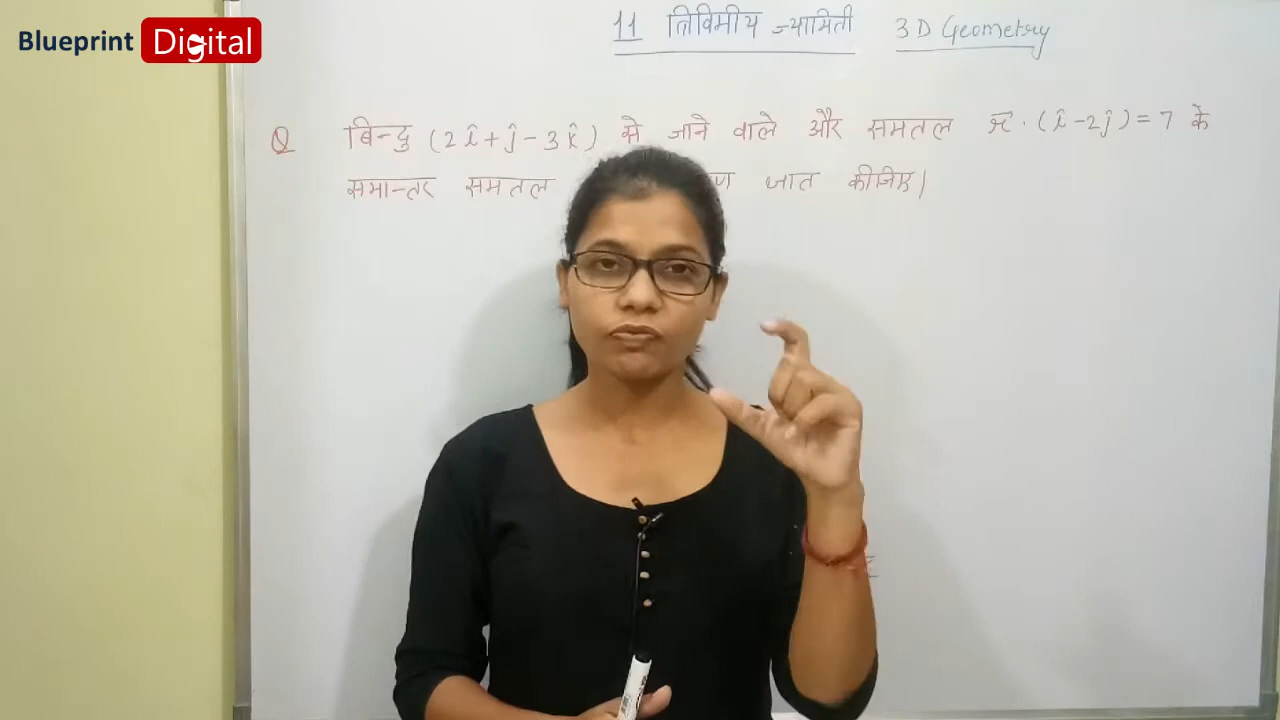 Blueprint Digital
11 त्रिविमीय ज्यामिती 3D Geometry
Q बिन्दु (2î + ĵ - 3k̂) से जाने वाले और समतल r⃗ · (î - 2ĵ) = 7 के
समान्तर समतल ज्ञात कीजिए।